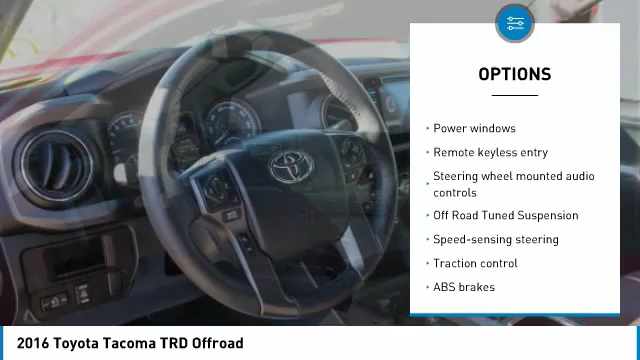 OPTIONS
Power windows
Remote keyless entry
Steering wheel mounted audio
controls
Off Road Tuned Suspension
Speed-sensing steering
Traction control
ABS brakes
2016 Toyota Tacoma TRD Offroad